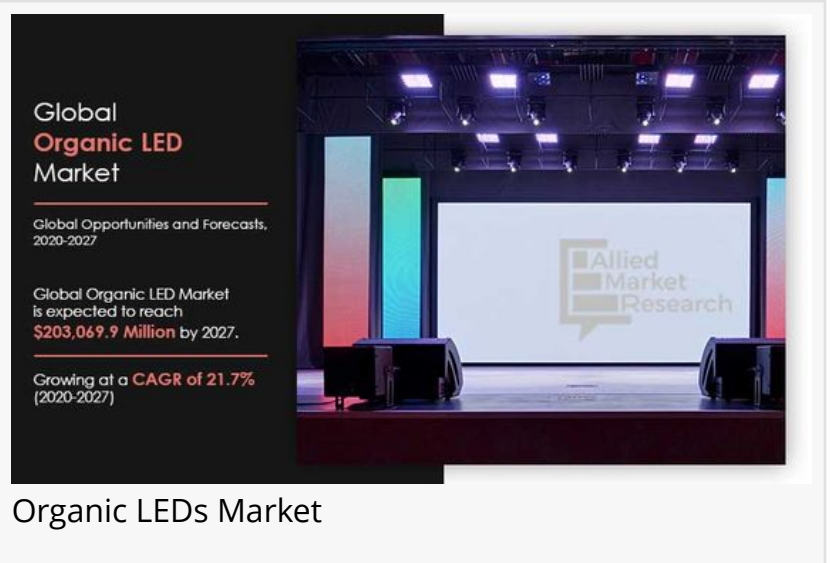 Global
Organic LED
Market
Global Opportunities and Forecasts,
2020-2027
Global Organic LED Market
is expected to reach
$203,069.9 Million by 2027.
Growing at a CAGR of 21.7%
(2020-2027)
Allied
Market
Research
Organic LEDs Market